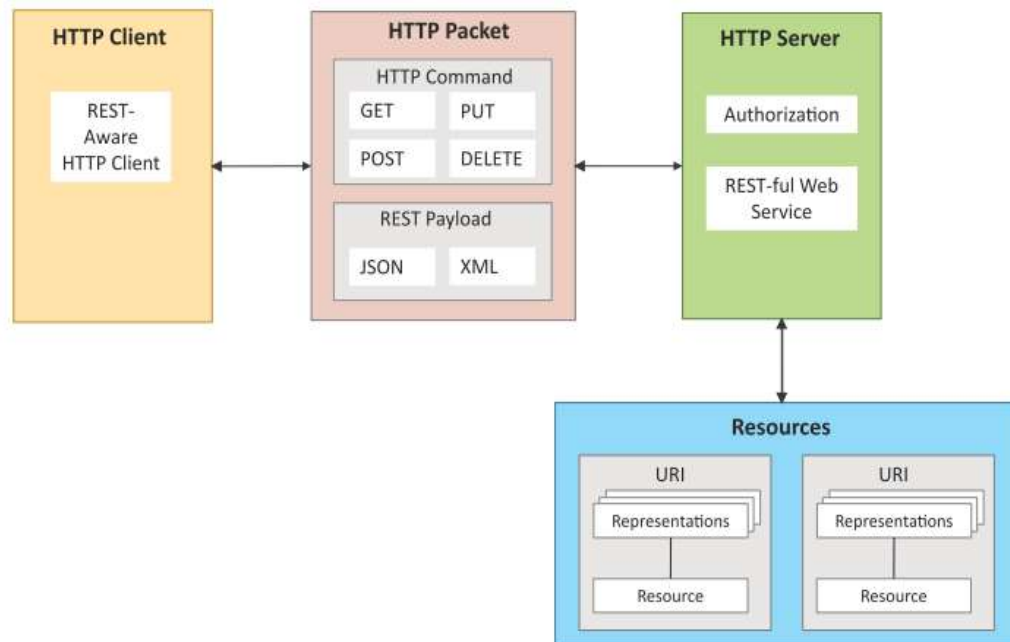 HTTP Client
REST-
Aware
HTTP Client
HTTP Packet
HTTP Command
GET
PUT
POST
DELETE
REST Payload
JSON
XML
HTTP Server
Authorization
REST-ful Web
Service
Resources
URI
Representations
Resource
URI
Representations
Resource